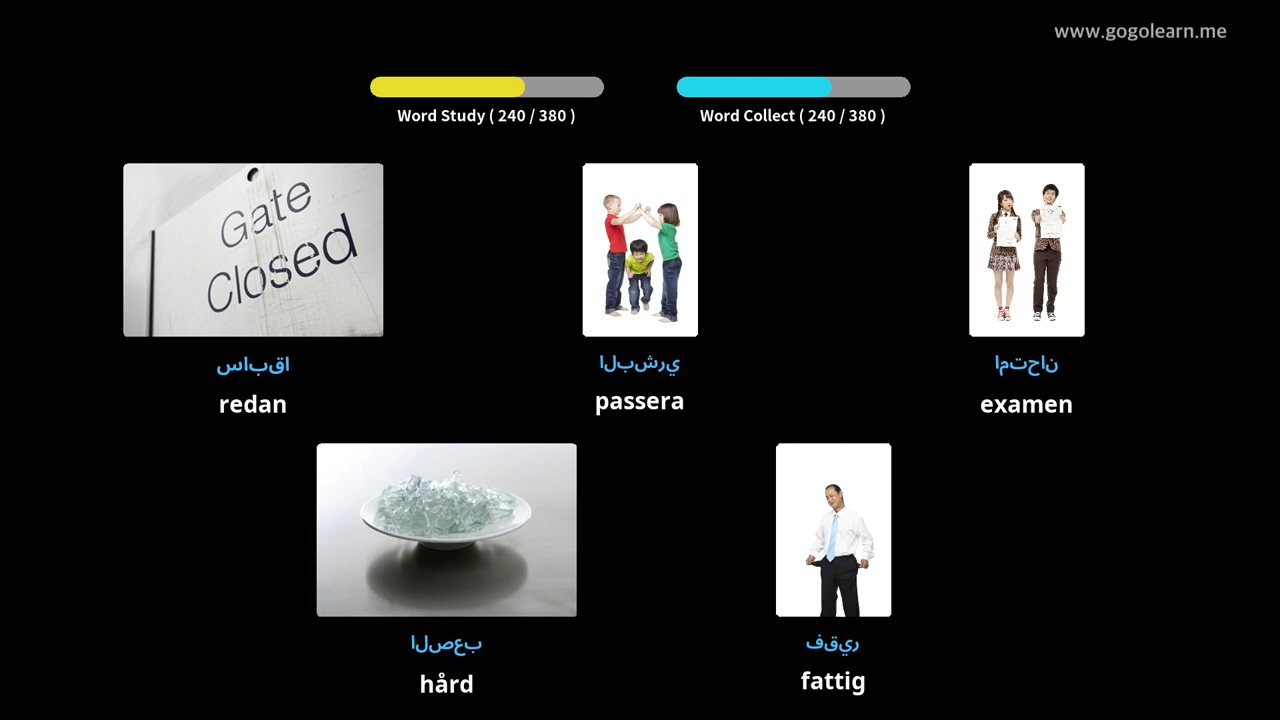 www.gogolearn.me
Word Study ( 240 / 380 )
Word Collect ( 240 / 380 )
Gate
Closed
سابقا
redan
البشري
passera
امتحان
examen
الصعب
hård
فقير
fattig